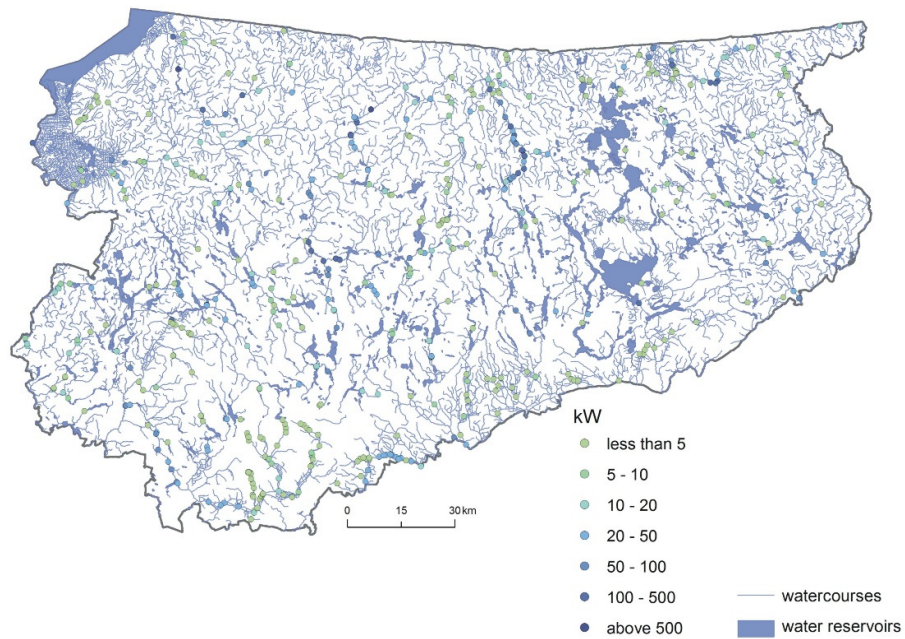 0 15 30 km
kW
less than 5
5 - 10
10 - 20
20 - 50
50 - 100
100 - 500
above 500
watercourses
water reservoirs